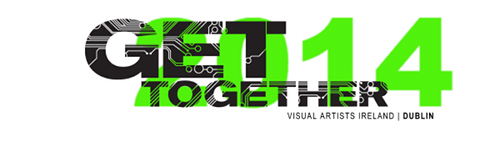 GET 2014
TOGETHER
VISUAL ARTISTS IRELAND | DUBLIN